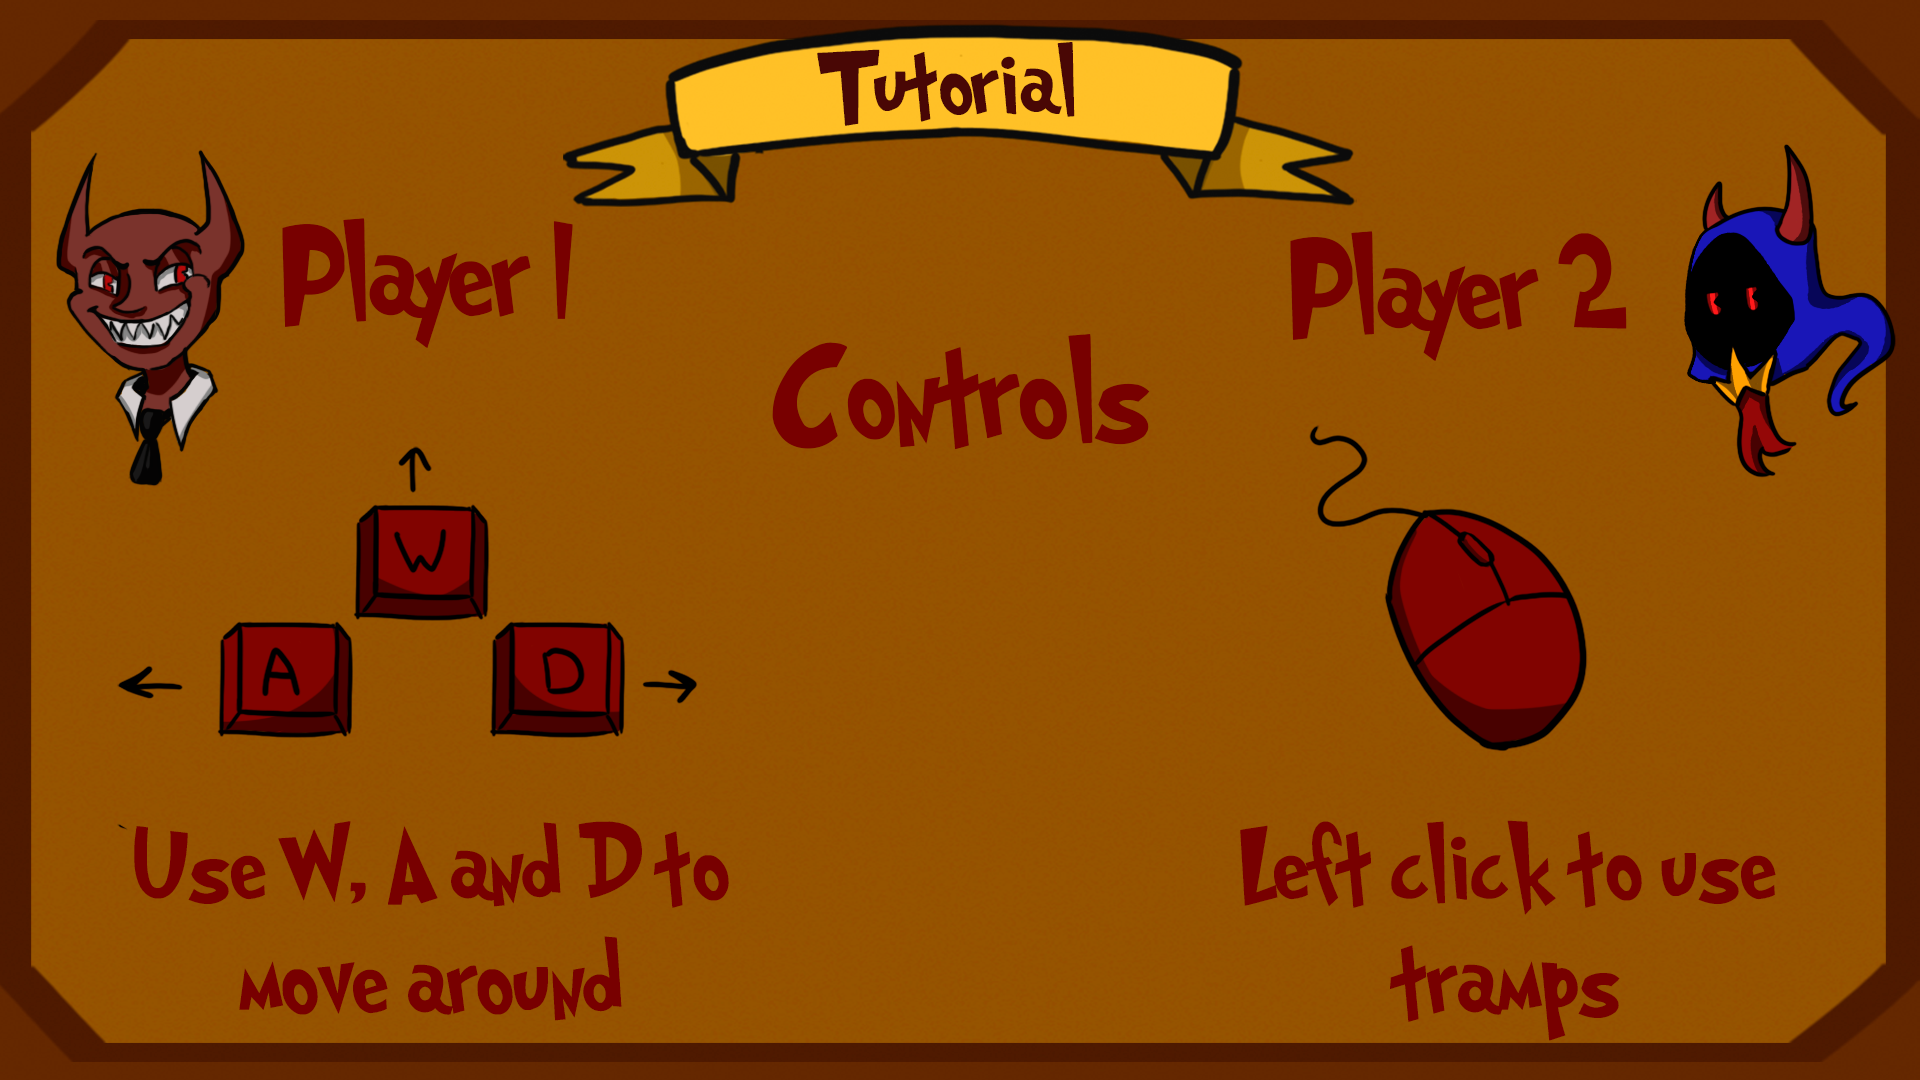 Tutorial
Player 1
Player 2
Controls
W
A
D
Use W, A and D to
move around
Left click to use
tramps